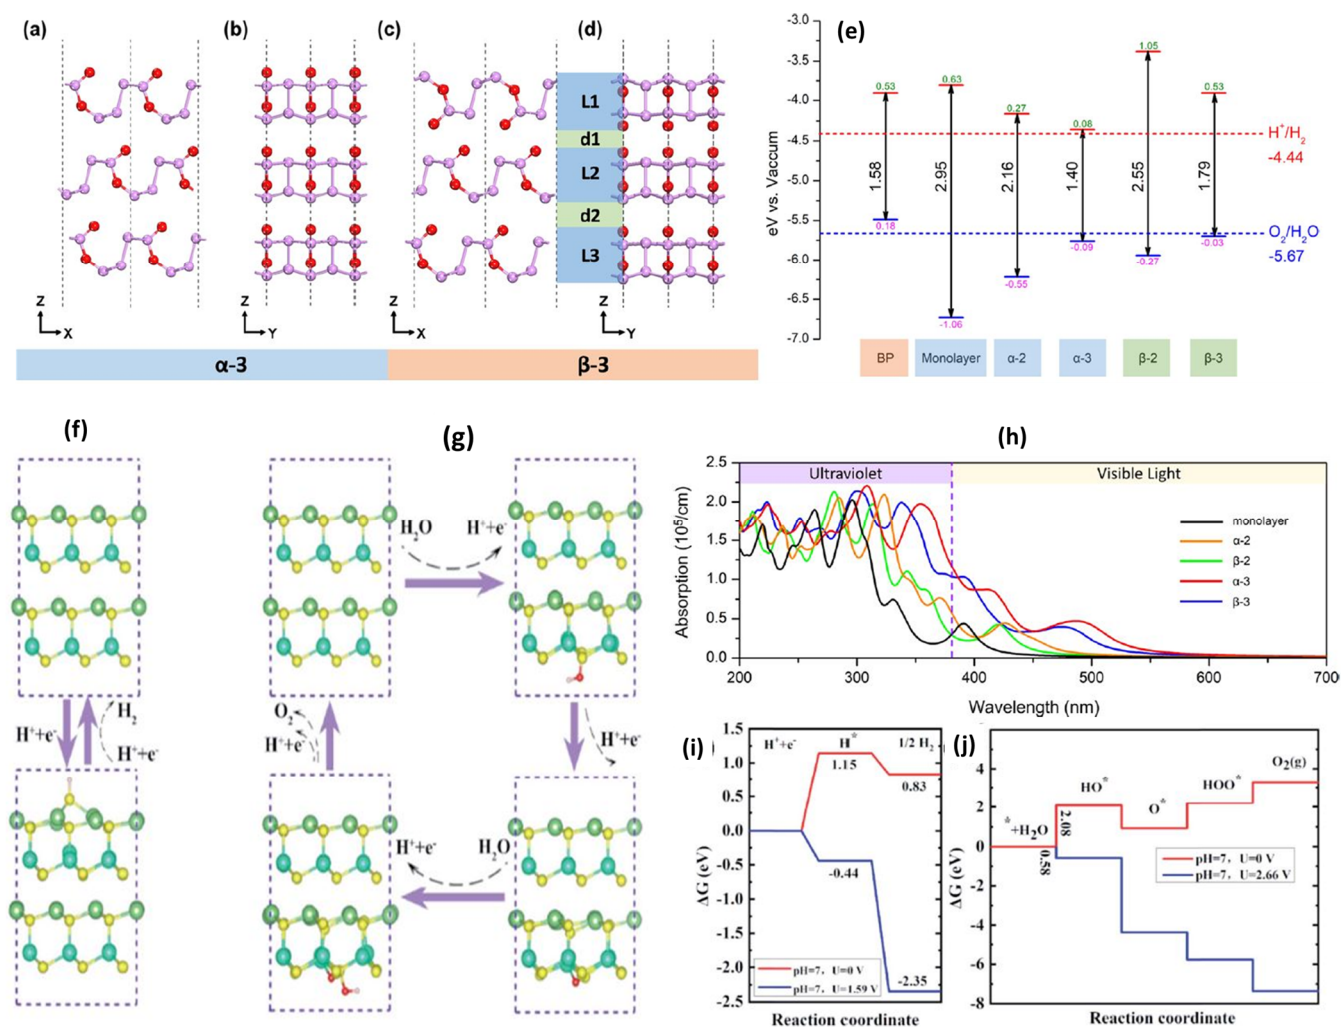 (a)
(b)
(c)
(d)
L1
d1
L2
d2
L3
Z
X
Z
Y
Z
X
Z
Y
α-3
β-3
(e)
eV vs. Vaccum
-3.0
-3.5
-4.0
-4.5
-5.0
-5.5
-6.0
-6.5
-7.0
0.53
0.63
0.27
0.08
1.05
0.53
1.58
2.95
2.16
1.40
2.55
1.79
0.18
-1.06
-0.55
-0.09
-0.27
-0.03
H⁺/H₂
-4.44
O₂/H₂O
-5.67
BP
Monolayer
α-2
α-3
β-2
β-3
(f)
H⁺+e⁻
H₂
H⁺+e⁻
(g)
H₂O
H⁺+e⁻
H⁺+e⁻
H₂O
H⁺+e⁻
O₂
H⁺+e⁻
(h)
Ultraviolet
Visible Light
Absorption (10⁵/cm)
2.5
2.0
1.5
1.0
0.5
0.0
200
300
400
500
600
700
Wavelength (nm)
monolayer
α-2
β-2
α-3
β-3
(i)
ΔG (eV)
1.5
1.0
0.5
0.0
-0.5
-1.0
-1.5
-2.0
-2.5
H⁺+e⁻
H*
1/2 H₂
1.15
0.83
-0.44
-2.35
pH=7, U=0 V
pH=7, U=1.59 V
Reaction coordinate
(j)
ΔG (eV)
4
2
0
-2
-4
-6
-8
*+H₂O
HO*
O*
HOO*
O₂(g)
2.08
0.58
pH=7, U=0 V
pH=7, U=2.66 V
Reaction coordinate